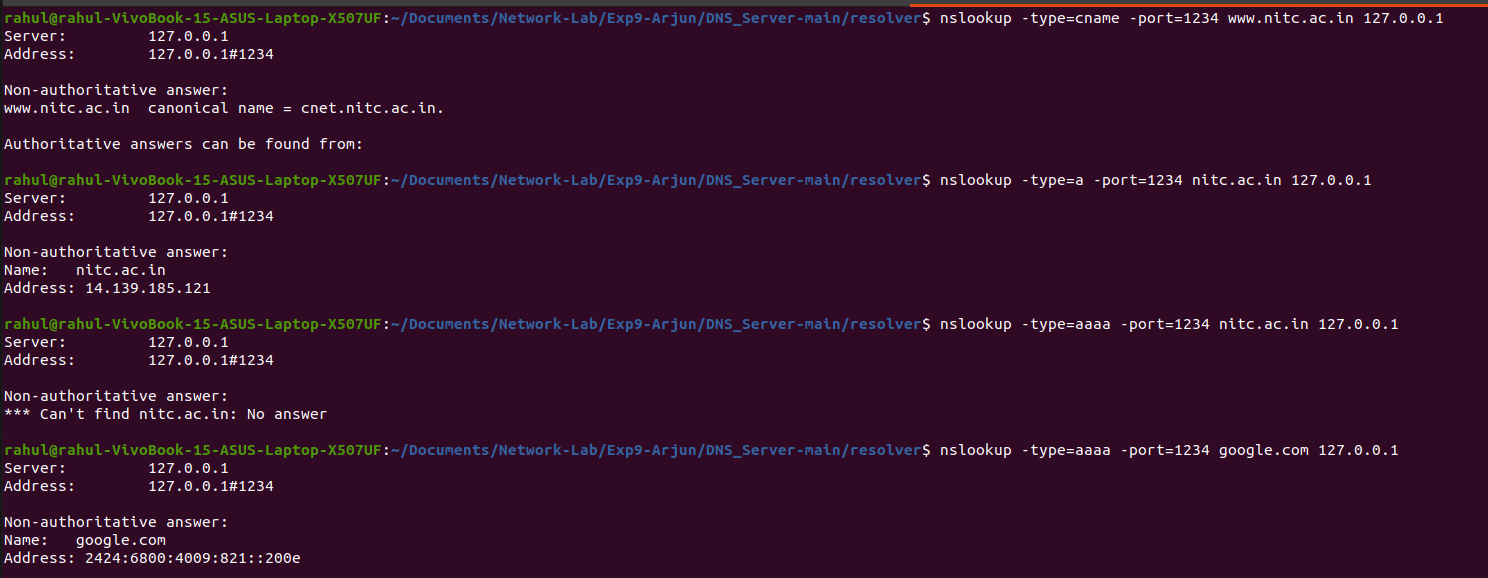 rahul@rahul-VivoBook-15-ASUS-Laptop-X507UF:~/Documents/Network-Lab/Exp9-Arjun/DNS_Server-main/resolver$ nslookup -type=cname -port=1234 www.nitc.ac.in 127.0.0.1
Server:         127.0.0.1
Address:        127.0.0.1#1234
Non-authoritative answer:
www.nitc.ac.in  canonical name = cnet.nitc.ac.in.
Authoritative answers can be found from:
rahul@rahul-VivoBook-15-ASUS-Laptop-X507UF:~/Documents/Network-Lab/Exp9-Arjun/DNS_Server-main/resolver$ nslookup -type=a -port=1234 nitc.ac.in 127.0.0.1
Server:         127.0.0.1
Address:        127.0.0.1#1234
Non-authoritative answer:
Name:   nitc.ac.in
Address: 14.139.185.121
rahul@rahul-VivoBook-15-ASUS-Laptop-X507UF:~/Documents/Network-Lab/Exp9-Arjun/DNS_Server-main/resolver$ nslookup -type=aaaa -port=1234 nitc.ac.in 127.0.0.1
Server:         127.0.0.1
Address:        127.0.0.1#1234
Non-authoritative answer:
*** Can't find nitc.ac.in: No answer
rahul@rahul-VivoBook-15-ASUS-Laptop-X507UF:~/Documents/Network-Lab/Exp9-Arjun/DNS_Server-main/resolver$ nslookup -type=aaaa -port=1234 google.com 127.0.0.1
Server:         127.0.0.1
Address:        127.0.0.1#1234
Non-authoritative answer:
Name:   google.com
Address: 2424:6800:4009:821::200e